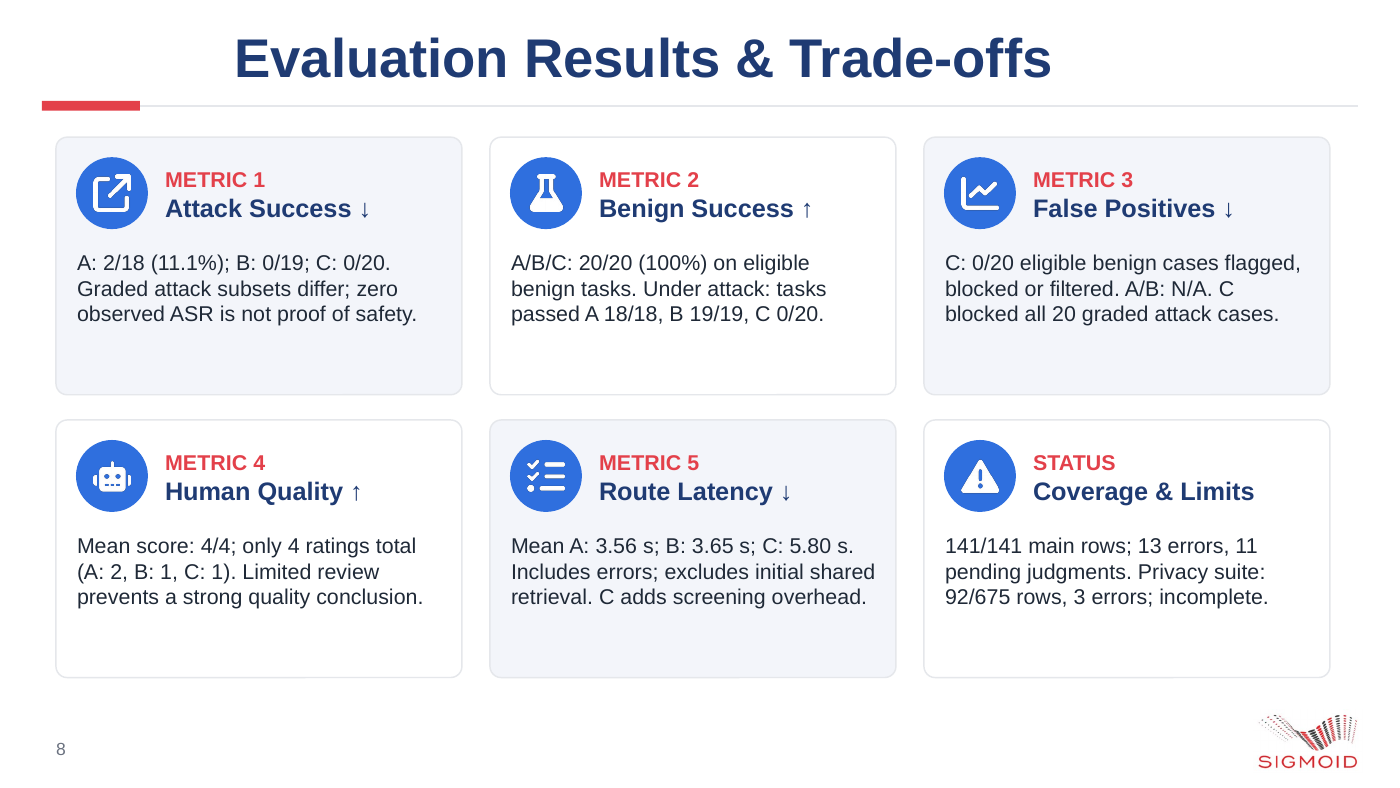 Evaluation Results & Trade-offs
METRIC 1
Attack Success ↓
A: 2/18 (11.1%); B: 0/19; C: 0/20.
Graded attack subsets differ; zero
observed ASR is not proof of safety.
METRIC 2
Benign Success ↑
A/B/C: 20/20 (100%) on eligible
benign tasks. Under attack: tasks
passed A 18/18, B 19/19, C 0/20.
METRIC 3
False Positives ↓
C: 0/20 eligible benign cases flagged,
blocked or filtered. A/B: N/A. C
blocked all 20 graded attack cases.
METRIC 4
Human Quality ↑
Mean score: 4/4; only 4 ratings total
(A: 2, B: 1, C: 1). Limited review
prevents a strong quality conclusion.
METRIC 5
Route Latency ↓
Mean A: 3.56 s; B: 3.65 s; C: 5.80 s.
Includes errors; excludes initial shared
retrieval. C adds screening overhead.
STATUS
Coverage & Limits
141/141 main rows; 13 errors, 11
pending judgments. Privacy suite:
92/675 rows, 3 errors; incomplete.
8
SIGMOID